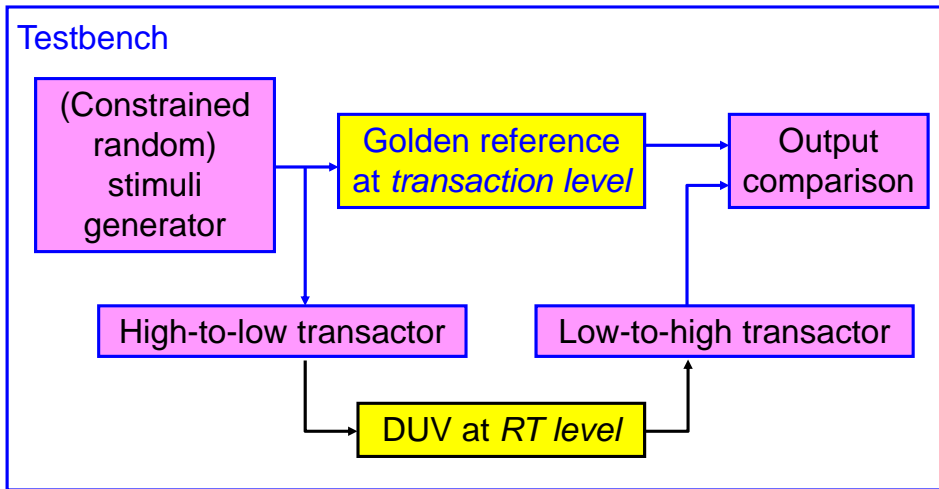 Testbench
(Constrained
random)
stimuli
generator
Golden reference
at transaction level
Output
comparison
High-to-low transactor
Low-to-high transactor
DUV at RT level